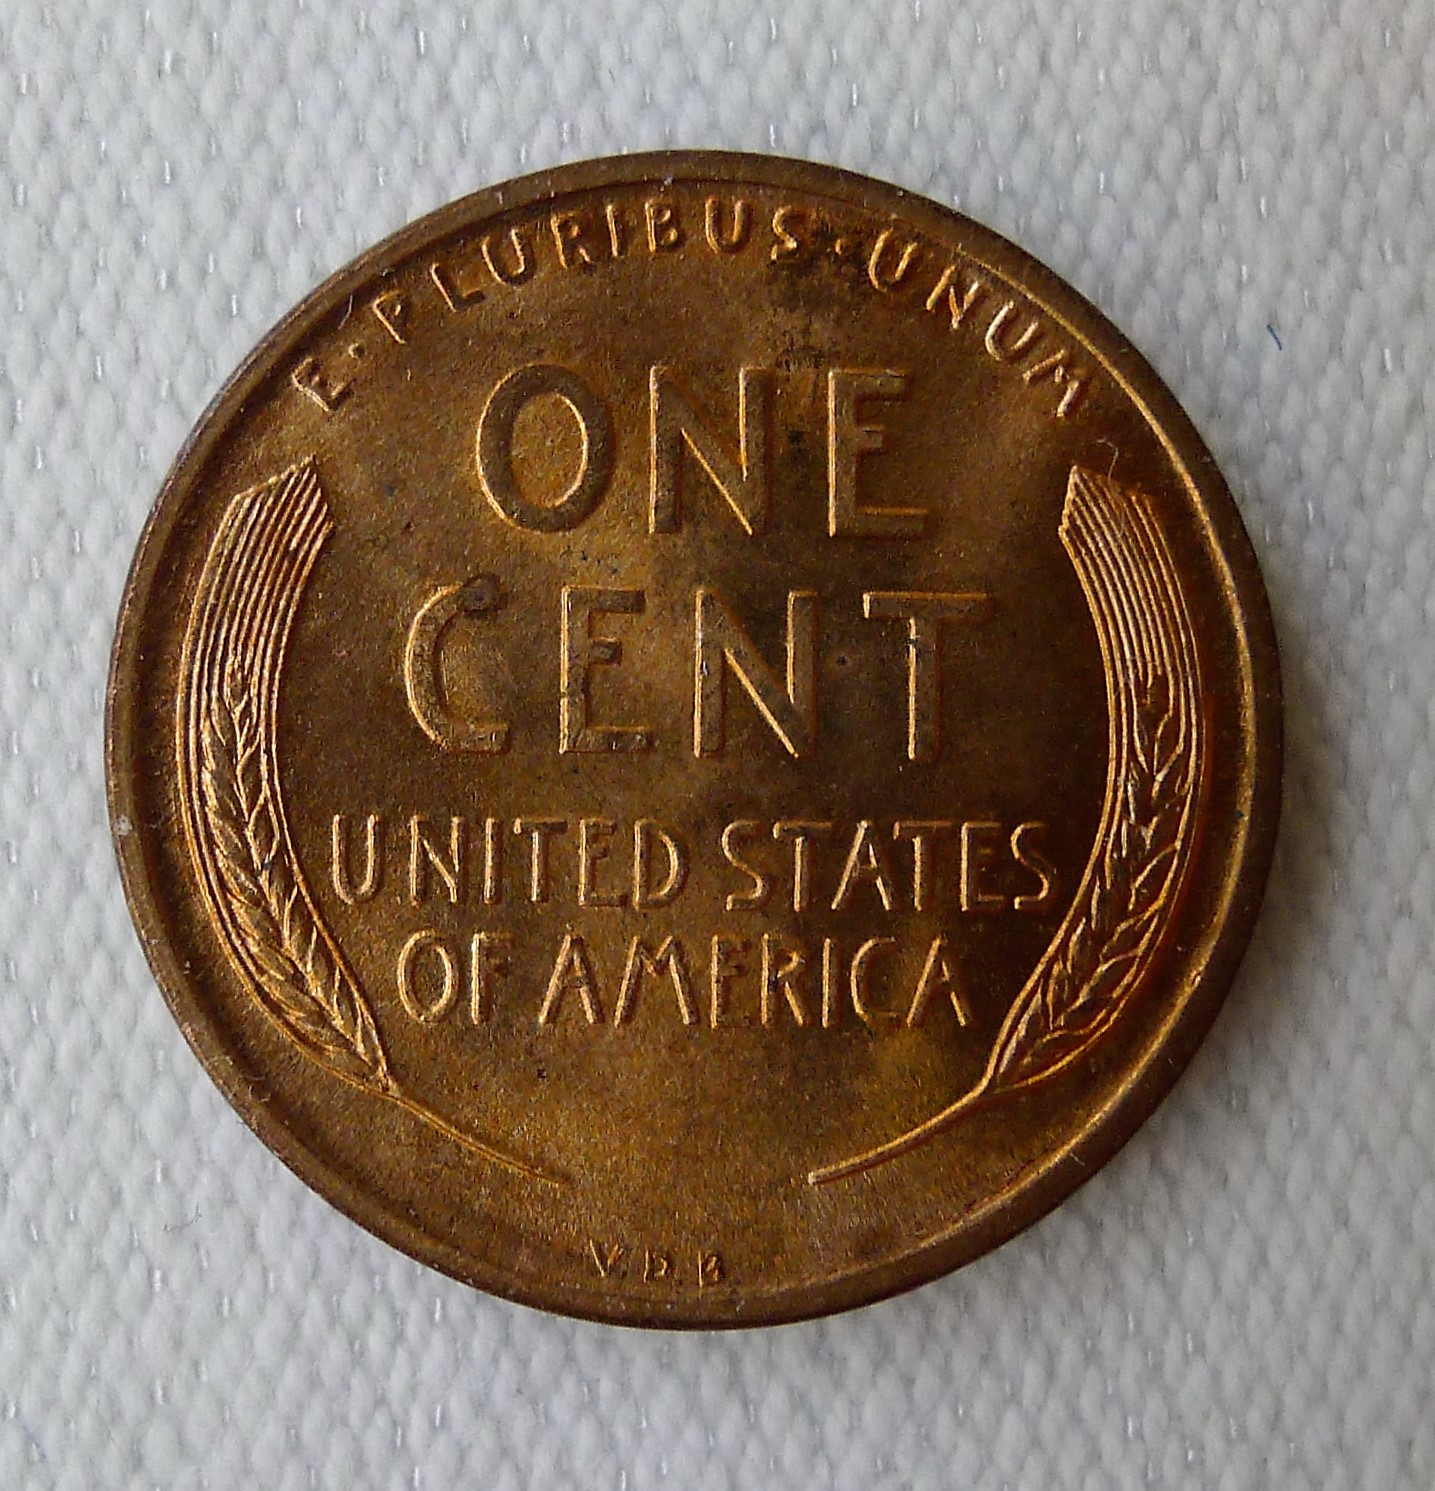 E·PLURIBUS·UNUM
ONE
CENT
UNITED STATES
OF AMERICA
V D B